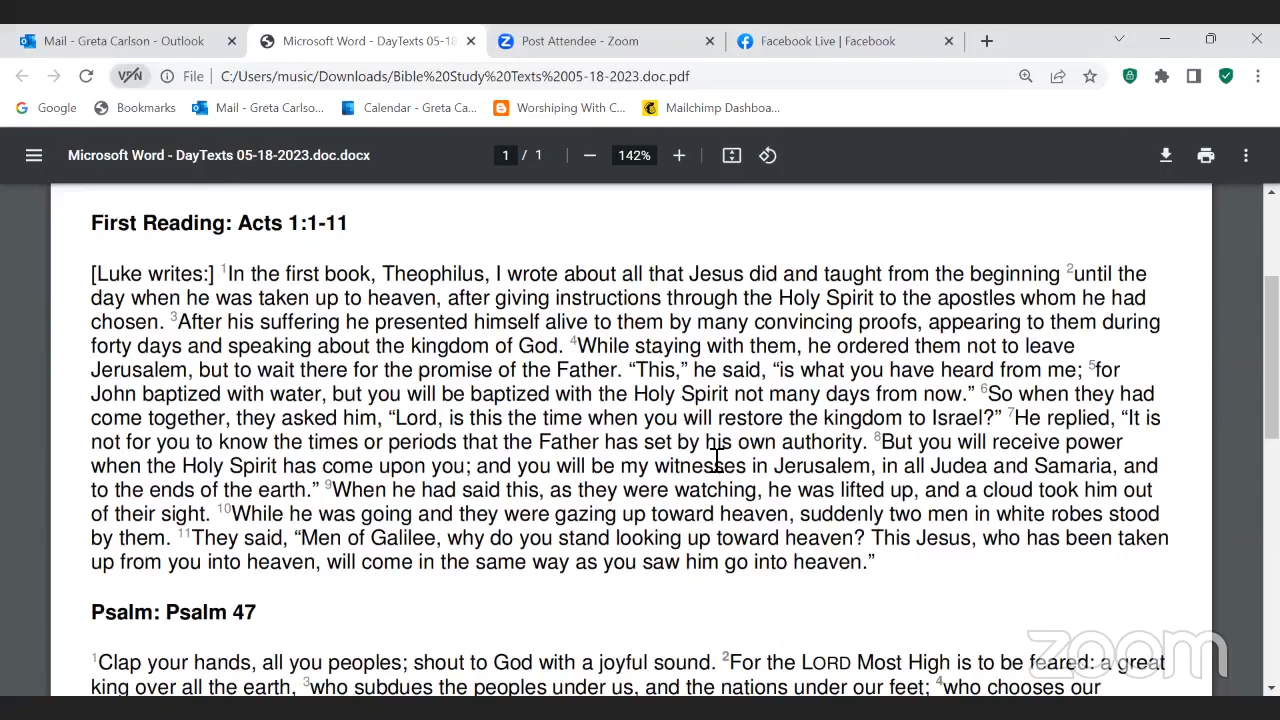 Mail - Greta Carlson - Outlook
Microsoft Word - DayTexts 05-18
Post Attendee - Zoom
Facebook Live | Facebook
VPN
File
C:/Users/music/Downloads/Bible%20Study%20Texts%2005-18-2023.doc.pdf
Google
Bookmarks
Mail - Greta Carlso...
Calendar - Greta Ca...
Worshiping With C...
Mailchimp Dashboa...
Microsoft Word - DayTexts 05-18-2023.doc.docx
1 / 1
142%
First Reading: Acts 1:1-11
[Luke writes:] 1In the first book, Theophilus, I wrote about all that Jesus did and taught from the beginning 2until the
day when he was taken up to heaven, after giving instructions through the Holy Spirit to the apostles whom he had
chosen. 3After his suffering he presented himself alive to them by many convincing proofs, appearing to them during
forty days and speaking about the kingdom of God. 4While staying with them, he ordered them not to leave
Jerusalem, but to wait there for the promise of the Father. “This,” he said, “is what you have heard from me; 5for
John baptized with water, but you will be baptized with the Holy Spirit not many days from now.” 6So when they had
come together, they asked him, “Lord, is this the time when you will restore the kingdom to Israel?” 7He replied, “It is
not for you to know the times or periods that the Father has set by his own authority. 8But you will receive power
when the Holy Spirit has come upon you; and you will be my witnesses in Jerusalem, in all Judea and Samaria, and
to the ends of the earth.” 9When he had said this, as they were watching, he was lifted up, and a cloud took him out
of their sight. 10While he was going and they were gazing up toward heaven, suddenly two men in white robes stood
by them. 11They said, “Men of Galilee, why do you stand looking up toward heaven? This Jesus, who has been taken
up from you into heaven, will come in the same way as you saw him go into heaven.”
Psalm: Psalm 47
1Clap your hands, all you peoples; shout to God with a joyful sound. 2For the LORD Most High is to be feared: a great
king over all the earth, 3who subdues the peoples under us, and the nations under our feet; 4who chooses our
zoom